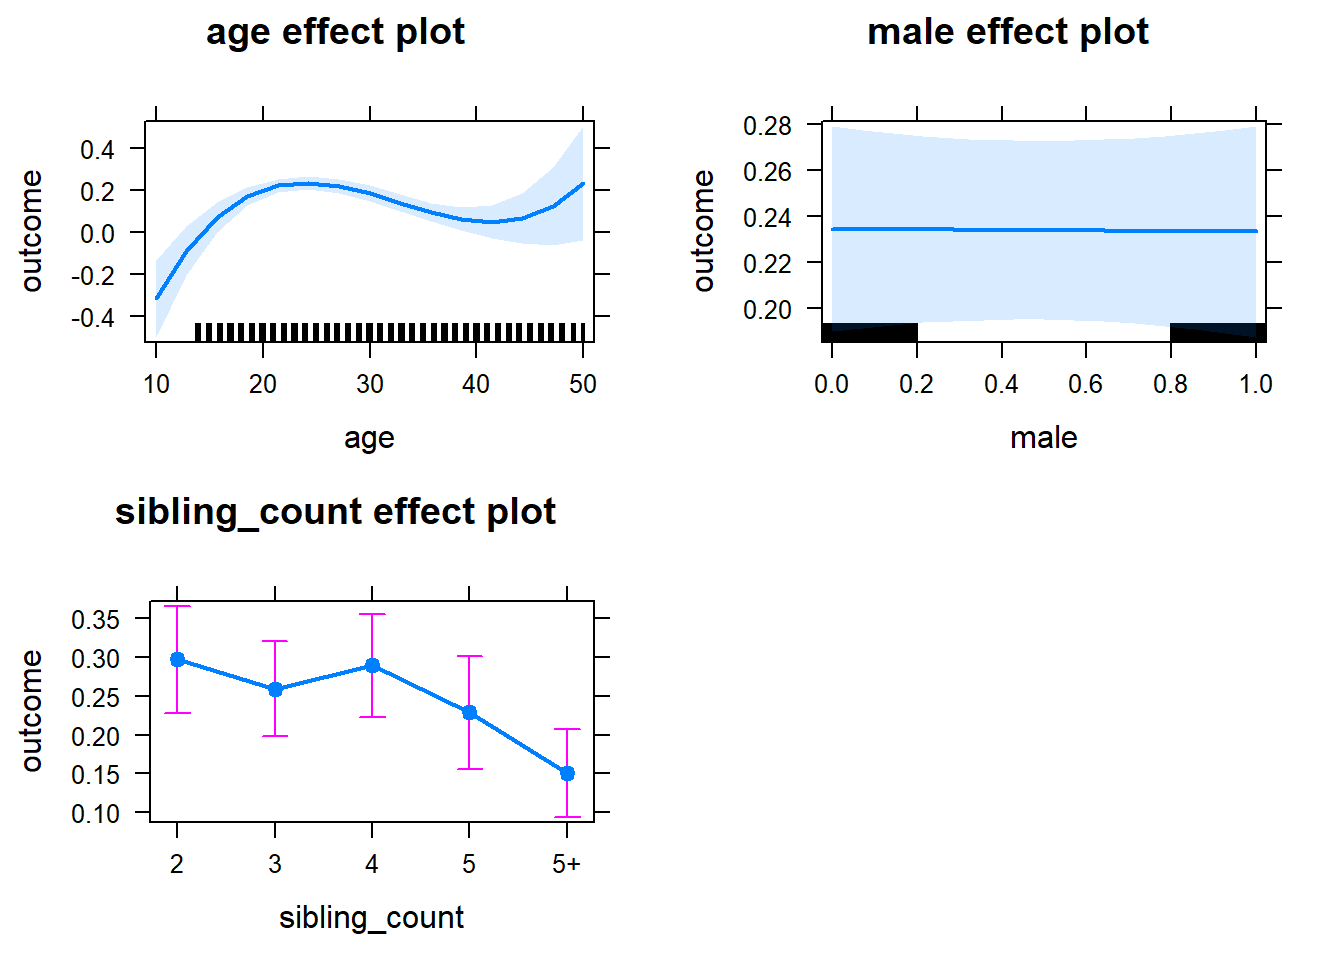 age effect plot
outcome
0.4
0.2
0.0
-0.2
-0.4
10 20 30 40 50
age
male effect plot
outcome
0.28
0.26
0.24
0.22
0.20
0.0 0.2 0.4 0.6 0.8 1.0
male
sibling_count effect plot
outcome
0.35
0.30
0.25
0.20
0.15
0.10
2 3 4 5 5+
sibling_count